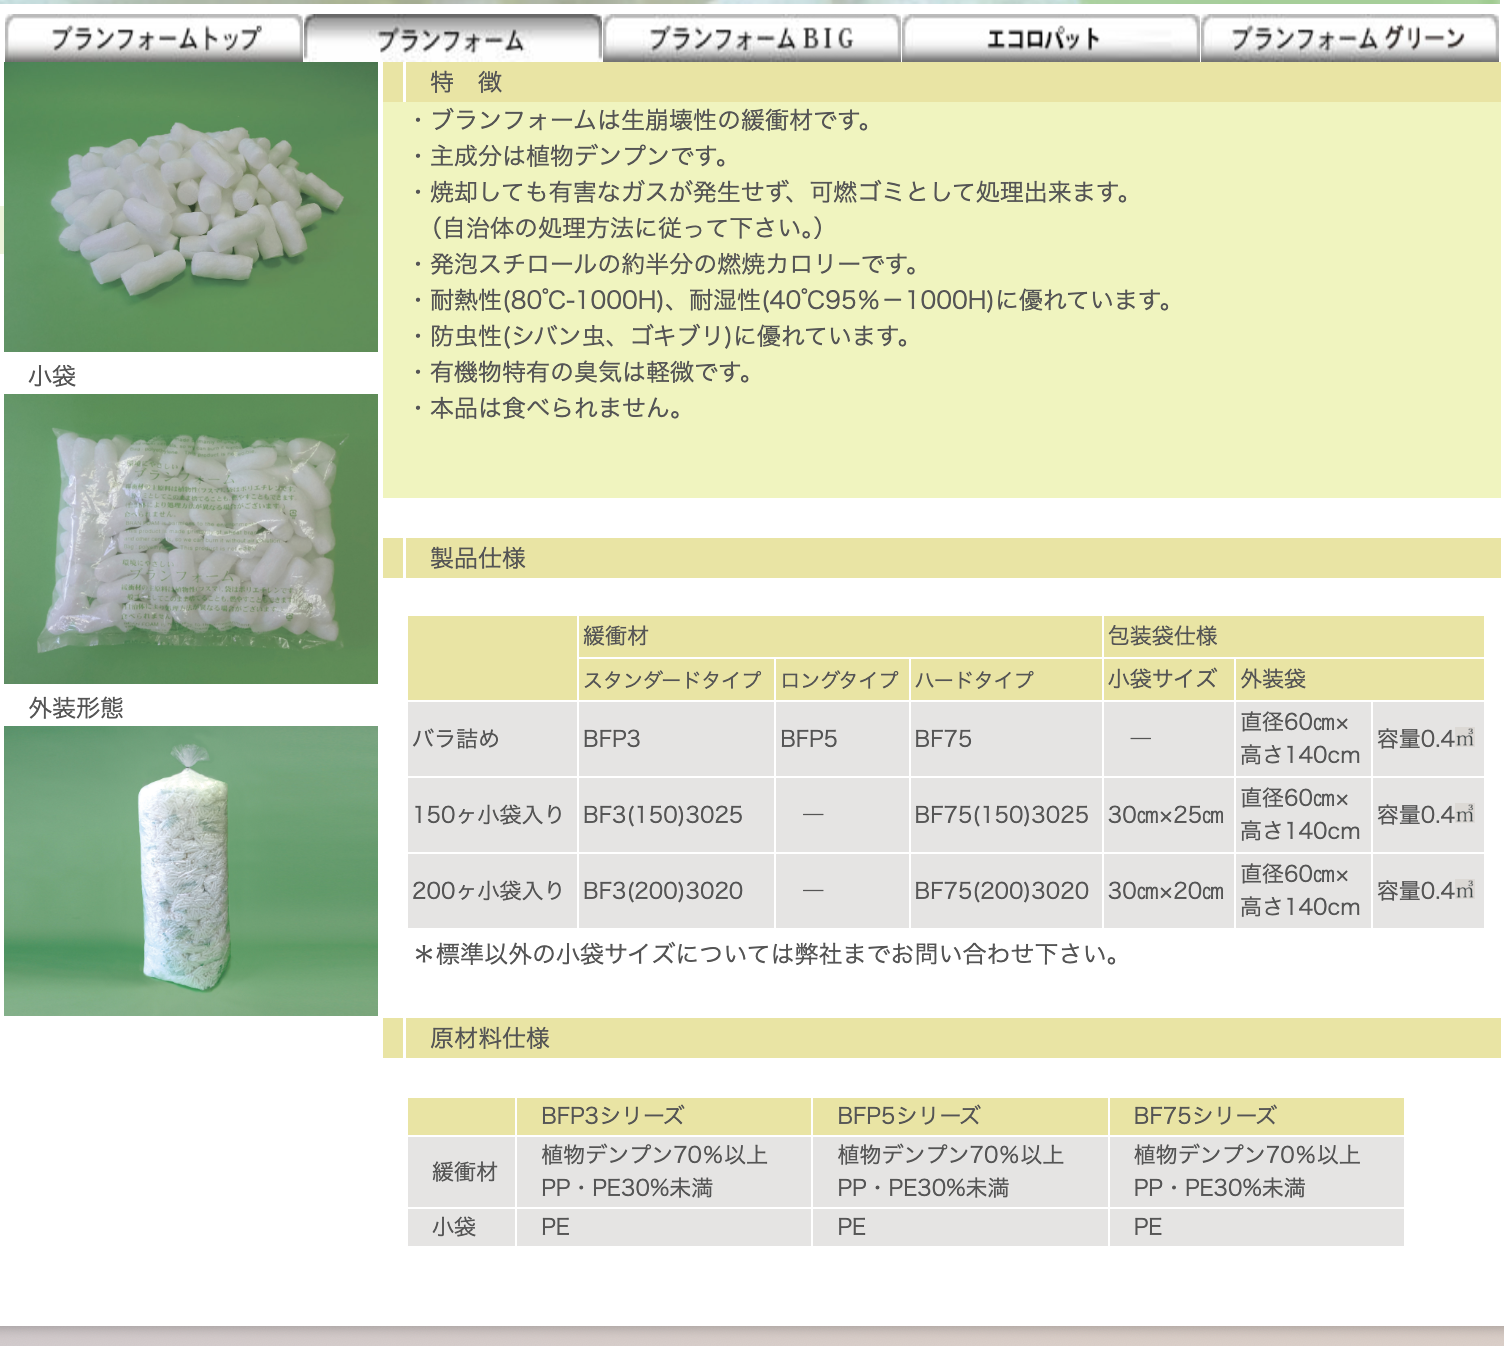 ブランフォームトップ
ブランフォーム
ブランフォームBIG
エコロパット
ブランフォーム グリーン
特　徴
・ブランフォームは生崩壊性の緩衝材です。
・主成分は植物デンプンです。
・焼却しても有害なガスが発生せず、可燃ゴミとして処理出来ます。
（自治体の処理方法に従って下さい。）
・発泡スチロールの約半分の燃焼カロリーです。
・耐熱性(80℃-1000H)、耐湿性(40℃95%－1000H)に優れています。
・防虫性(シバン虫、ゴキブリ)に優れています。
・有機物特有の臭気は軽微です。
・本品は食べられません。
小袋
ブランフォーム
ブランフォーム
外装形態
製品仕様
緩衝材 包装袋仕様
スタンダードタイプ ロングタイプ ハードタイプ 小袋サイズ 外装袋
バラ詰め BFP3 BFP5 BF75 ― 直径60㎝×
高さ140cm 容量0.4㎥
150ヶ小袋入り BF3(150)3025 ― BF75(150)3025 30㎝×25㎝ 直径60㎝×
高さ140cm 容量0.4㎥
200ヶ小袋入り BF3(200)3020 ― BF75(200)3020 30㎝×20㎝ 直径60㎝×
高さ140cm 容量0.4㎥
＊標準以外の小袋サイズについては弊社までお問い合わせ下さい。
原材料仕様
BFP3シリーズ BFP5シリーズ BF75シリーズ
緩衝材 植物デンプン70%以上 植物デンプン70%以上 植物デンプン70%以上
PP・PE30%未満 PP・PE30%未満 PP・PE30%未満
小袋 PE PE PE